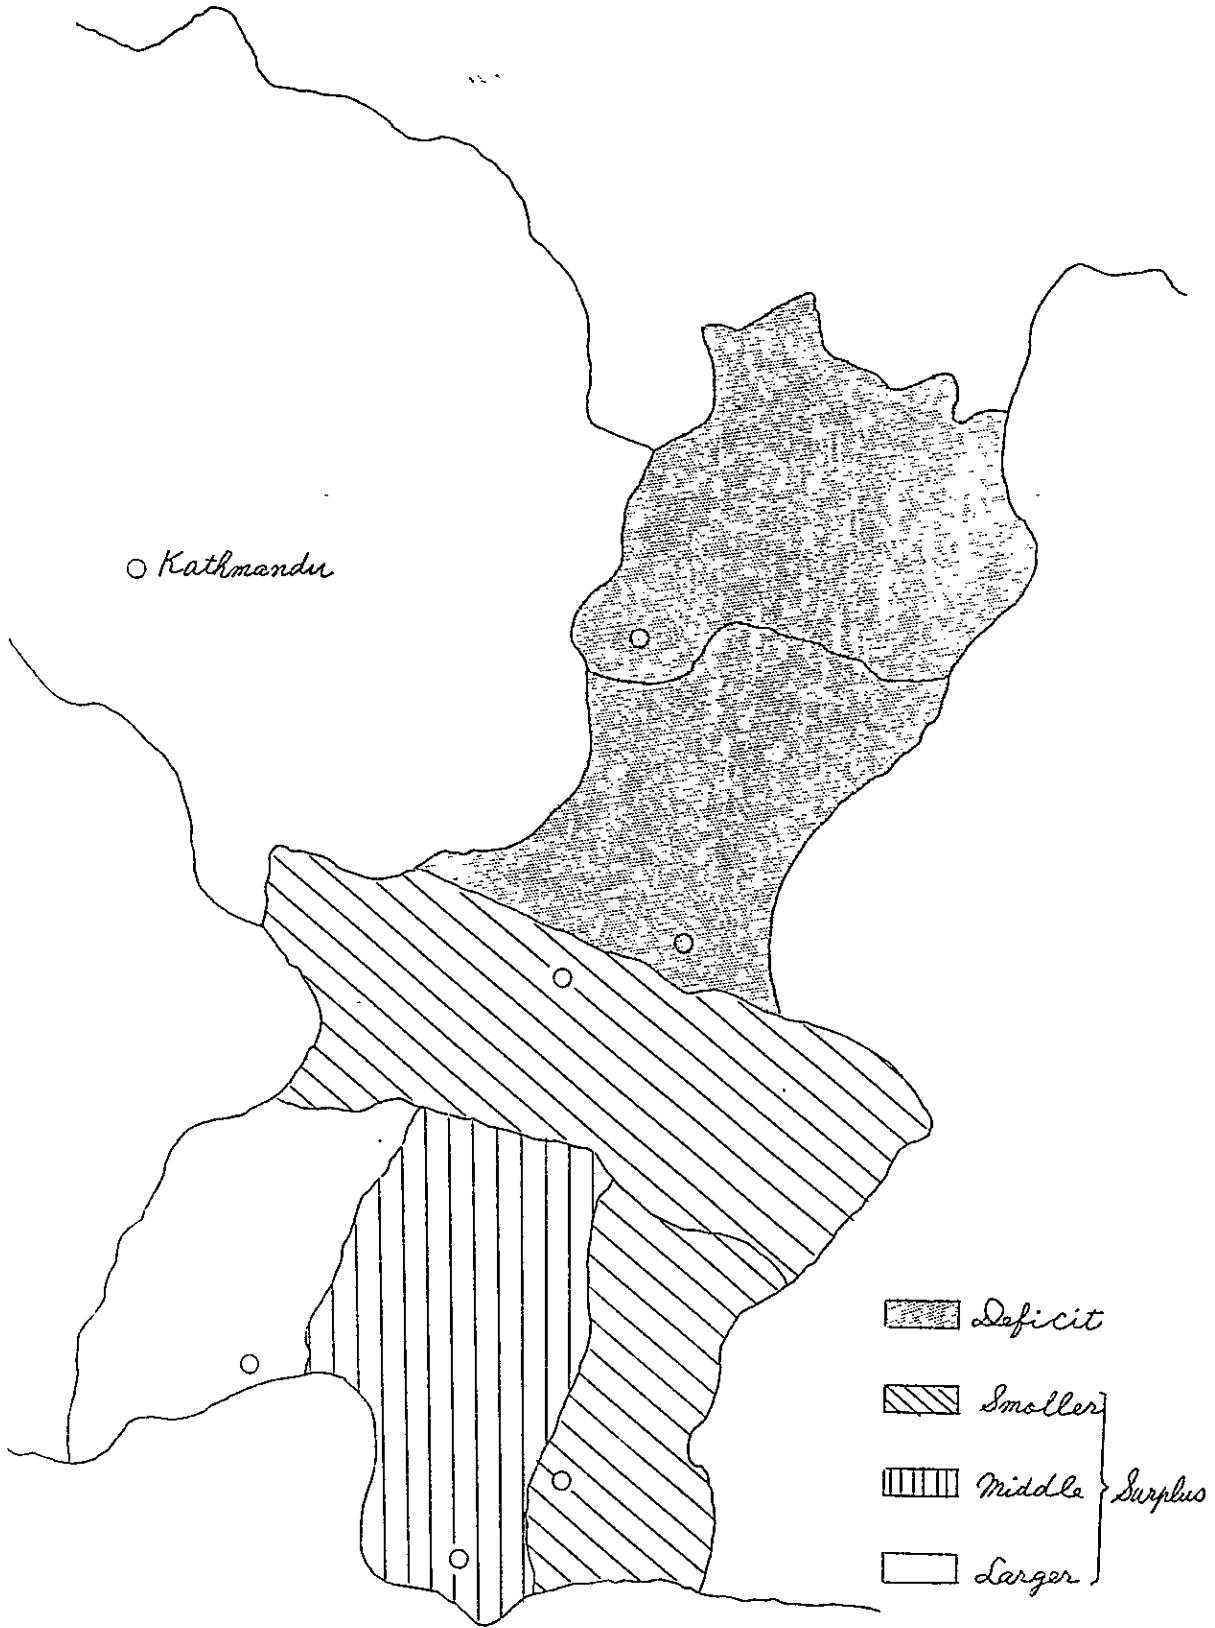 Kathmandu
Deficit
Smaller
Middle
Surplus
Larger